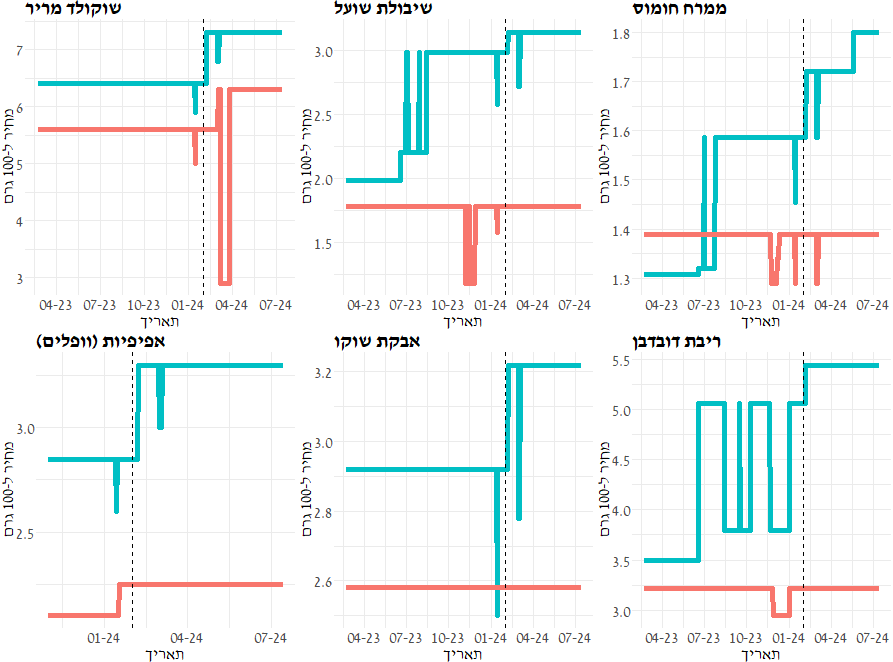 שוקולד מריר
מחיר ל-100 גרם
7
6
5
4
3
04-23 07-23 10-23 01-24 04-24 07-24
תאריך
שיבולת שועל
מחיר ל-100 גרם
3.0
2.5
2.0
1.5
04-23 07-23 10-23 01-24 04-24 07-24
תאריך
ממרח חומוס
מחיר ל-100 גרם
1.8
1.7
1.6
1.5
1.4
1.3
04-23 07-23 10-23 01-24 04-24 07-24
תאריך
אפיפיות (וופלים)
מחיר ל-100 גרם
3.0
2.5
01-24 04-24 07-24
תאריך
אבקת שוקו
מחיר ל-100 גרם
3.2
3.0
2.8
2.6
04-23 07-23 10-23 01-24 04-24 07-24
תאריך
ריבת דובדבן
מחיר ל-100 גרם
5.5
5.0
4.5
4.0
3.5
3.0
04-23 07-23 10-23 01-24 04-24 07-24
תאריך